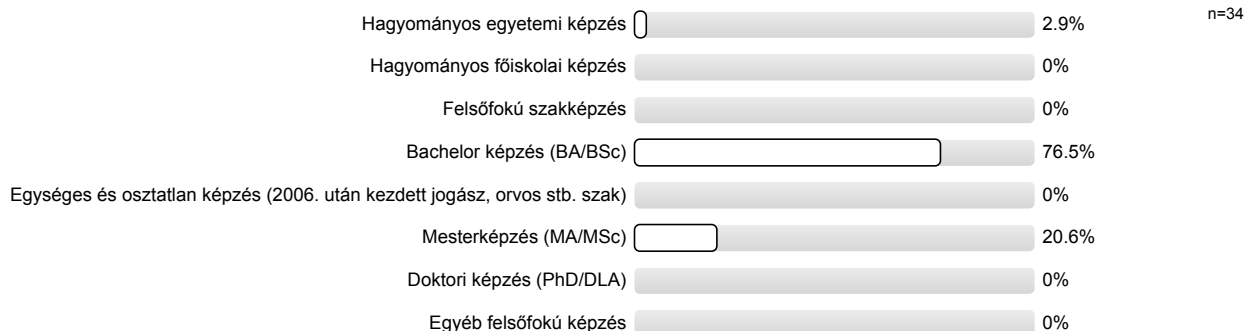 Hagyományos egyetemi képzés 2.9% n=34
Hagyományos főiskolai képzés 0%
Felsőfokú szakképzés 0%
Bachelor képzés (BA/BSc) 76.5%
Egységes és osztatlan képzés (2006. után kezdett jogász, orvos stb. szak) 0%
Mesterképzés (MA/MSc) 20.6%
Doktori képzés (PhD/DLA) 0%
Egyéb felsőfokú képzés 0%